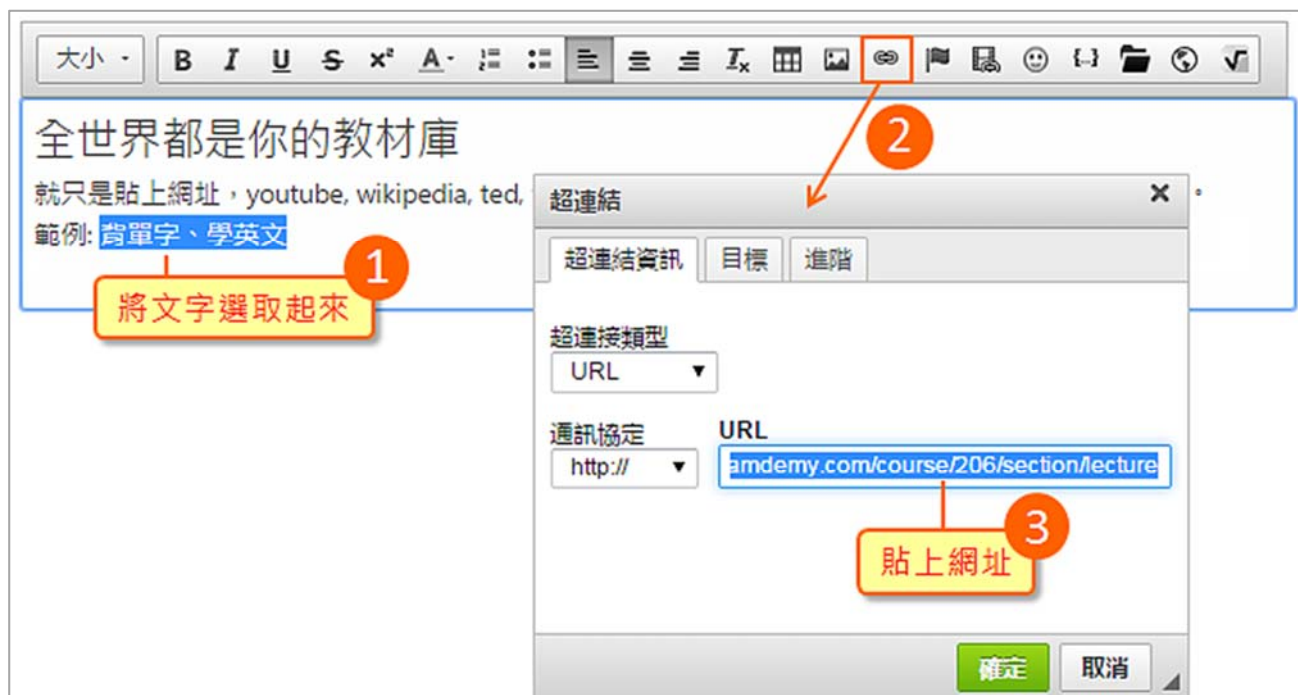 大小
B I U S x² A Ix {...} √
全世界都是你的教材庫
就只是貼上網址，youtube, wikipedia, ted,
範例: 背單字、學英文
1
將文字選取起來
2
超連結
超連結資訊 目標 進階
超連接類型
URL
通訊協定 URL
http:// amdemy.com/course/206/section/lecture
3
貼上網址
確定 取消